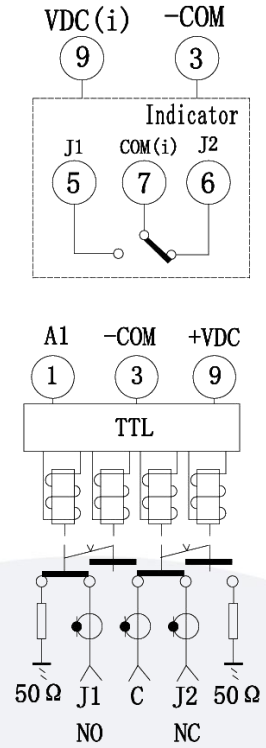 VDC(i) -COM
9 3
Indicator
J1 COM(i) J2
5 7 6
A1 -COM +VDC
1 3 9
TTL
50Ω J1 C J2 50Ω
NO NC